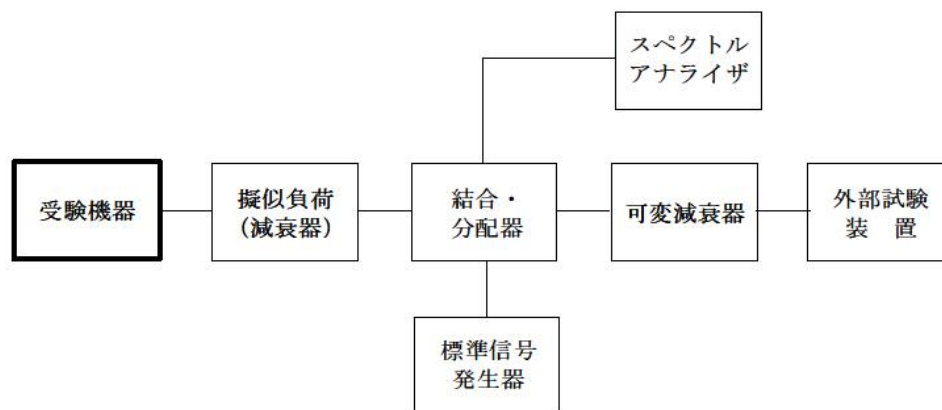 スペクトル
アナライザ
受験機器
擬似負荷
(減衰器)
結合・
分配器
可変減衰器
外部試験
装　置
標準信号
発生器